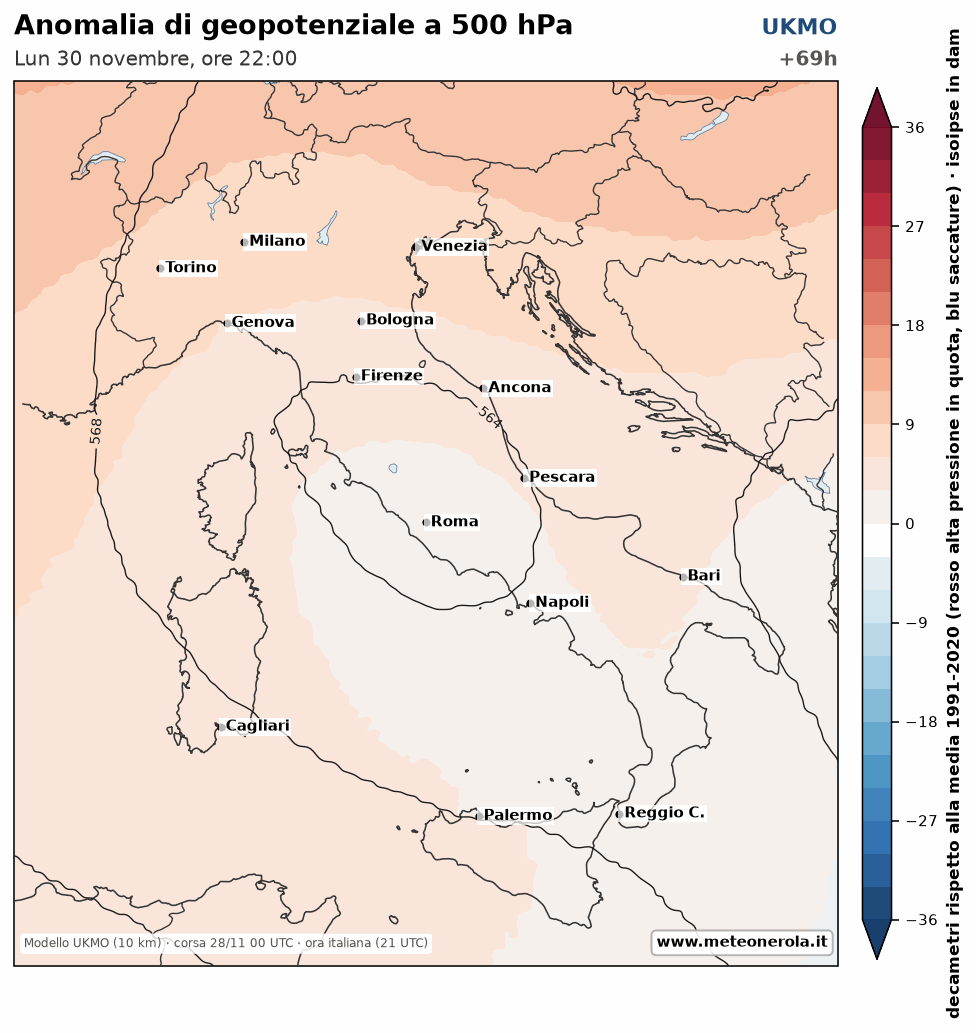 Anomalia di geopotenziale a 500 hPa
UKMO
Lun 30 novembre, ore 22:00
+69h
Milano
Venezia
Torino
Genova
Bologna
Firenze
Ancona
564
568
Pescara
Roma
Bari
Napoli
Cagliari
Palermo
Reggio C.
Modello UKMO (10 km) · corsa 28/11 00 UTC · ora italiana (21 UTC)
www.meteonerola.it
36
27
18
9
0
−9
−18
−27
−36
decametri rispetto alla media 1991-2020 (rosso alta pressione in quota, blu saccature) · isoipse in dam